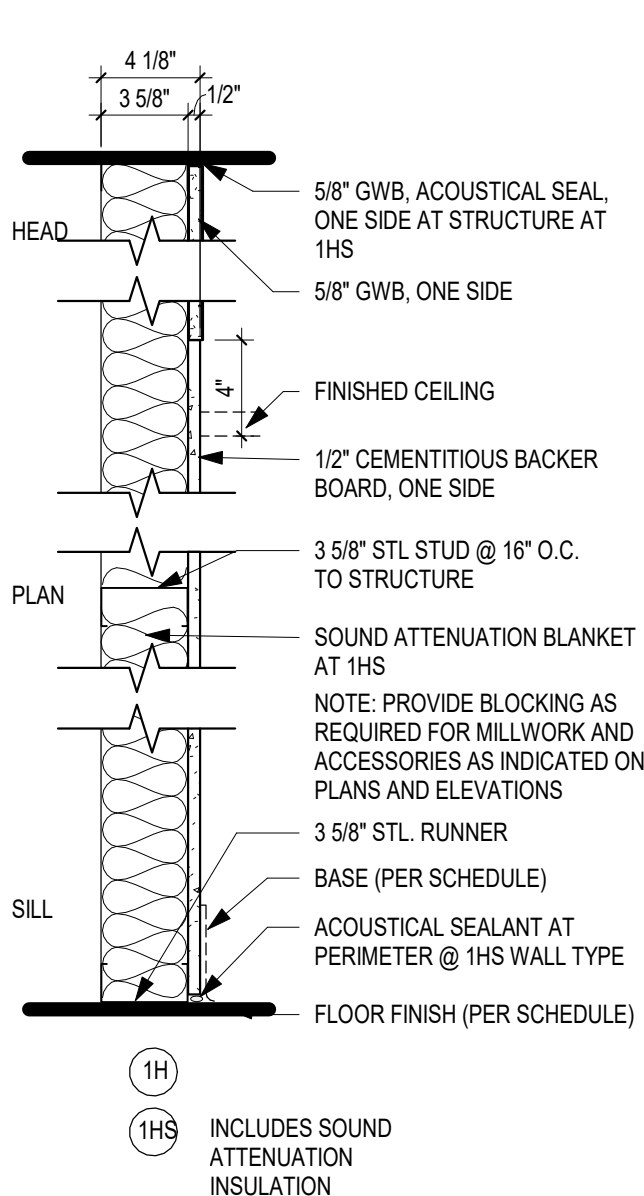 4 1/8"
3 5/8"
1/2"
HEAD
5/8" GWB, ACOUSTICAL SEAL,
ONE SIDE AT STRUCTURE AT
1HS
5/8" GWB, ONE SIDE
4"
FINISHED CEILING
1/2" CEMENTITIOUS BACKER
BOARD, ONE SIDE
PLAN
3 5/8" STL STUD @ 16" O.C.
TO STRUCTURE
SOUND ATTENUATION BLANKET
AT 1HS
NOTE: PROVIDE BLOCKING AS
REQUIRED FOR MILLWORK AND
ACCESSORIES AS INDICATED ON
PLANS AND ELEVATIONS
3 5/8" STL. RUNNER
BASE (PER SCHEDULE)
SILL
ACOUSTICAL SEALANT AT
PERIMETER @ 1HS WALL TYPE
FLOOR FINISH (PER SCHEDULE)
1H
1HS
INCLUDES SOUND
ATTENUATION
INSULATION